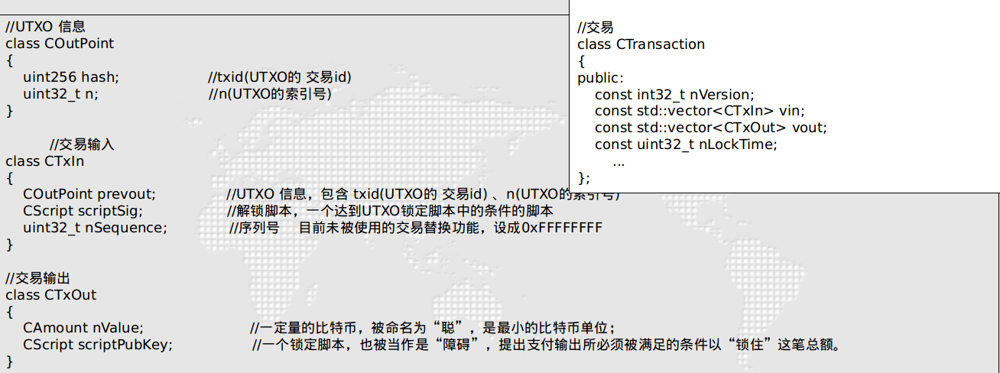 //UTXO 信息
class COutPoint
{
uint256 hash; //txid(UTXO的 交易id)
uint32_t n; //n(UTXO的索引号)
}
//交易输入
class CTxIn
{
COutPoint prevout; //UTXO 信息，包含 txid(UTXO的 交易id) 、n(UTXO的索引号)
CScript scriptSig; //解锁脚本，一个达到UTXO锁定脚本中的条件的脚本
uint32_t nSequence; //序列号 目前未被使用的交易替换功能，设成0xFFFFFFFF
}
//交易输出
class CTxOut
{
CAmount nValue; //一定量的比特币，被命名为“聪”，是最小的比特币单位；
CScript scriptPubKey; //一个锁定脚本，也被当作是“障碍”，提出支付输出所必须被满足的条件以“锁住”这笔总额。
}
//交易
class CTransaction
{
public:
const int32_t nVersion;
const std::vector<CTxIn> vin;
const std::vector<CTxOut> vout;
const uint32_t nLockTime;
...
};